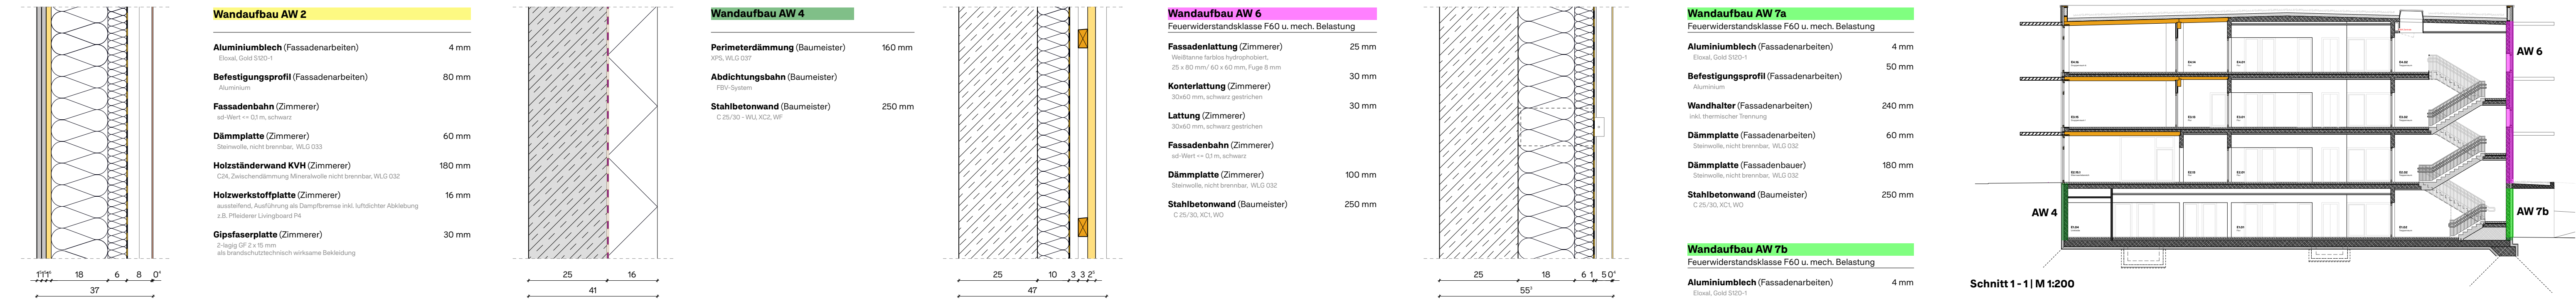 Wandaufbau AW 2
Aluminiumblech (Fassadenarbeiten) 4 mm
Eloxal, Gold S120-1
Befestigungsprofil (Fassadenarbeiten) 80 mm
Aluminium
Fassadenbahn (Zimmerer)
sd-Wert <= 0,1 m, schwarz
Dämmplatte (Zimmerer) 60 mm
Steinwolle, nicht brennbar, WLG 033
Holzständerwand KVH (Zimmerer) 180 mm
C24, Zwischendämmung Mineralwolle nicht brennbar, WLG 032
Holzwerkstoffplatte (Zimmerer) 16 mm
aussteifend, Ausführung als Dampfbremse inkl. luftdichter Abklebung
z.B. Pfleiderer Livingboard P4
Gipsfaserplatte (Zimmerer) 30 mm
2-lagig GF 2 x 15 mm
als brandschutztechnisch wirksame Bekleidung
18 6 8 0⁴
37
Wandaufbau AW 4
Perimeterdämmung (Baumeister) 160 mm
XPS, WLG 037
Abdichtungsbahn (Baumeister)
FBV-System
Stahlbetonwand (Baumeister) 250 mm
C 25/30 - WU, XC2, WF
25 16
41
Wandaufbau AW 6
Feuerwiderstandsklasse F60 u. mech. Belastung
Fassadenlattung (Zimmerer) 25 mm
Weißtanne farblos hydrophobiert,
25 x 80 mm/ 60 x 60 mm, Fuge 8 mm
30 mm
Konterlattung (Zimmerer)
30x60 mm, schwarz gestrichen
30 mm
Lattung (Zimmerer)
30x60 mm, schwarz gestrichen
Fassadenbahn (Zimmerer)
sd-Wert <= 0,1 m, schwarz
Dämmplatte (Zimmerer) 100 mm
Steinwolle, nicht brennbar, WLG 032
Stahlbetonwand (Baumeister) 250 mm
C 25/30, XC1, WO
25 10 3 3 2⁵
47
Wandaufbau AW 7a
Feuerwiderstandsklasse F60 u. mech. Belastung
Aluminiumblech (Fassadenarbeiten) 4 mm
Eloxal, Gold S120-1
50 mm
Befestigungsprofil (Fassadenarbeiten)
Aluminium
Wandhalter (Fassadenarbeiten) 240 mm
inkl. thermischer Trennung
Dämmplatte (Fassadenarbeiten) 60 mm
Steinwolle, nicht brennbar, WLG 032
Dämmplatte (Fassadenbauer) 180 mm
Steinwolle, nicht brennbar, WLG 032
Stahlbetonwand (Baumeister) 250 mm
C 25/30, XC1, WO
25 18 6 1 5 0⁴
Wandaufbau AW 7b
Feuerwiderstandsklasse F60 u. mech. Belastung
Aluminiumblech (Fassadenarbeiten) 4 mm
Eloxal, Gold S120-1
AW 6
AW 4
AW 7b
Schnitt 1 - 1 | M 1:200